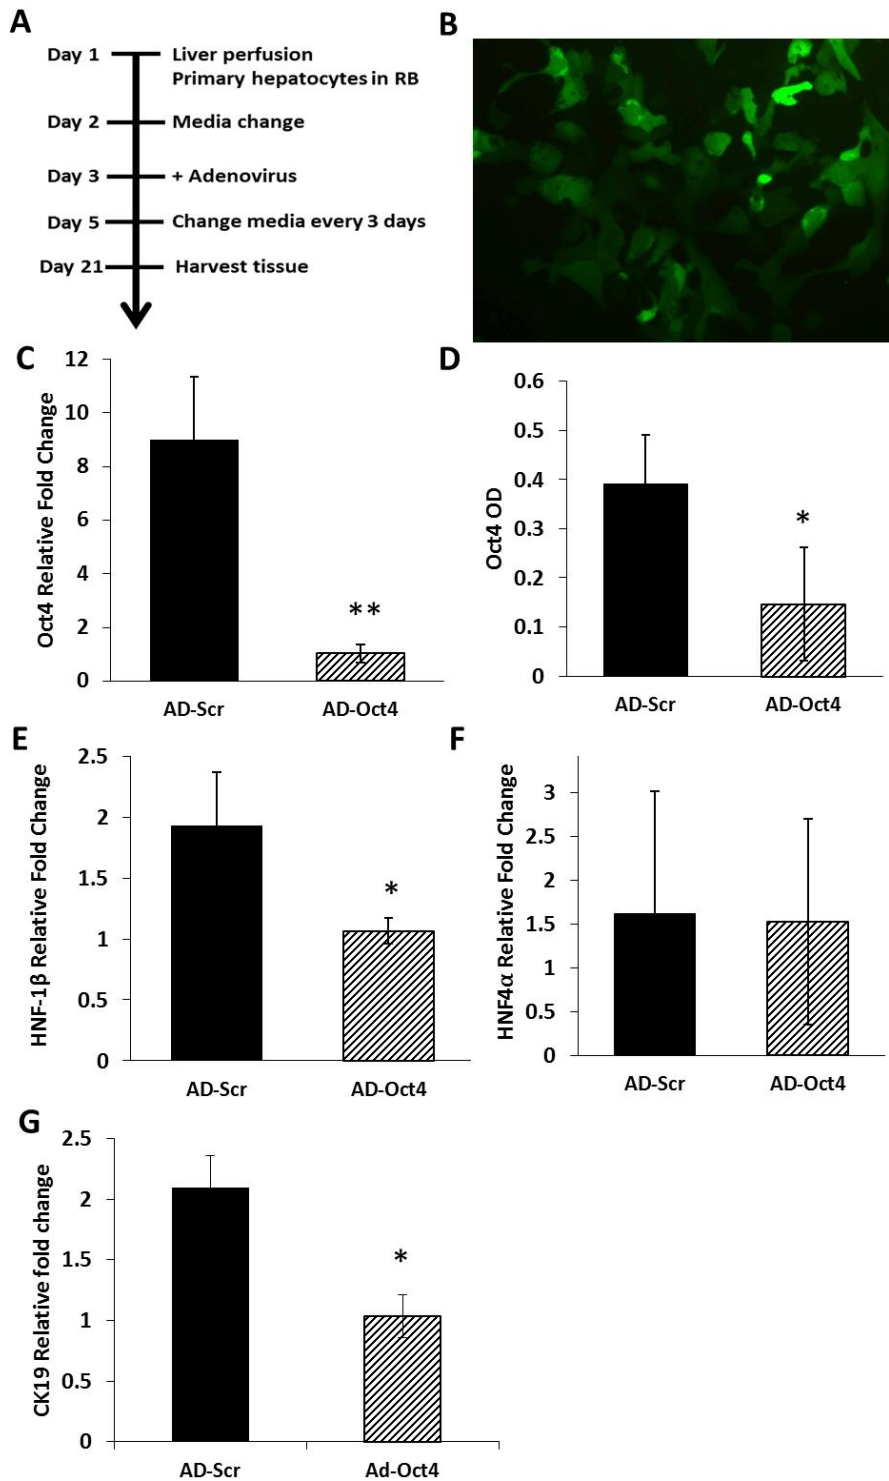 A
Day 1 Liver perfusion
Primary hepatocytes in RB
Day 2 Media change
Day 3 + Adenovirus
Day 5 Change media every 3 days
Day 21 Harvest tissue
B
C
Oct4 Relative Fold Change
12
10
8
6
4
2
0
**
AD-Scr AD-Oct4
D
Oct4 OD
0.6
0.5
0.4
0.3
0.2
0.1
0
*
AD-Scr AD-Oct4
E
HNF-1β Relative Fold Change
2.5
2
1.5
1
0.5
0
*
AD-Scr AD-Oct4
F
HNF4α Relative Fold Change
3
2.5
2
1.5
1
0.5
0
AD-Scr AD-Oct4
G
CK19 Relative fold change
2.5
2
1.5
1
0.5
0
*
AD-Scr Ad-Oct4